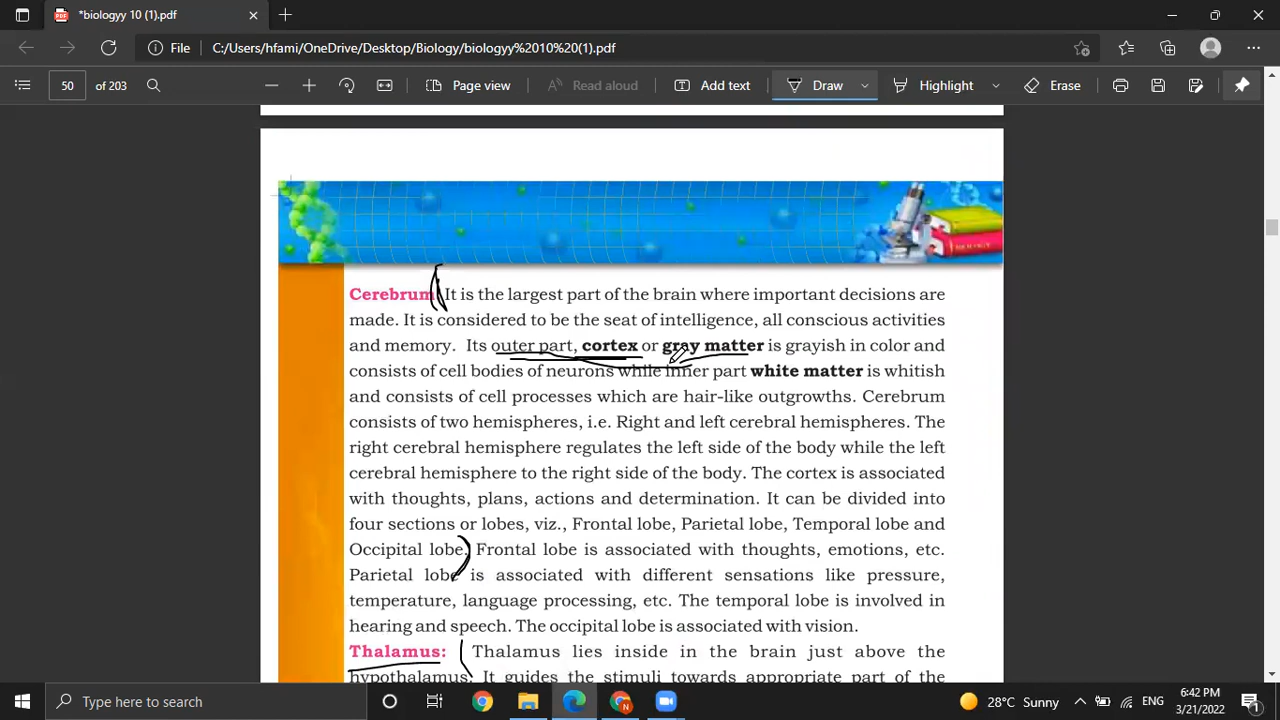 *biologyy 10 (1).pdf
File C:/Users/hfami/OneDrive/Desktop/Biology/biologyy%2010%20(1).pdf
50 of 203 Page view Read aloud Add text Draw Highlight Erase
BIOLOGY
Cerebrum: It is the largest part of the brain where important decisions are
made. It is considered to be the seat of intelligence, all conscious activities
and memory. Its outer part, cortex or gray matter is grayish in color and
consists of cell bodies of neurons while inner part white matter is whitish
and consists of cell processes which are hair-like outgrowths. Cerebrum
consists of two hemispheres, i.e. Right and left cerebral hemispheres. The
right cerebral hemisphere regulates the left side of the body while the left
cerebral hemisphere to the right side of the body. The cortex is associated
with thoughts, plans, actions and determination. It can be divided into
four sections or lobes, viz., Frontal lobe, Parietal lobe, Temporal lobe and
Occipital lobe. Frontal lobe is associated with thoughts, emotions, etc.
Parietal lobe is associated with different sensations like pressure,
temperature, language processing, etc. The temporal lobe is involved in
hearing and speech. The occipital lobe is associated with vision.
Thalamus: Thalamus lies inside in the brain just above the
hypothalamus. It guides the stimuli towards appropriate part of the
Type here to search 28°C Sunny ENG 6:42 PM
3/21/2022